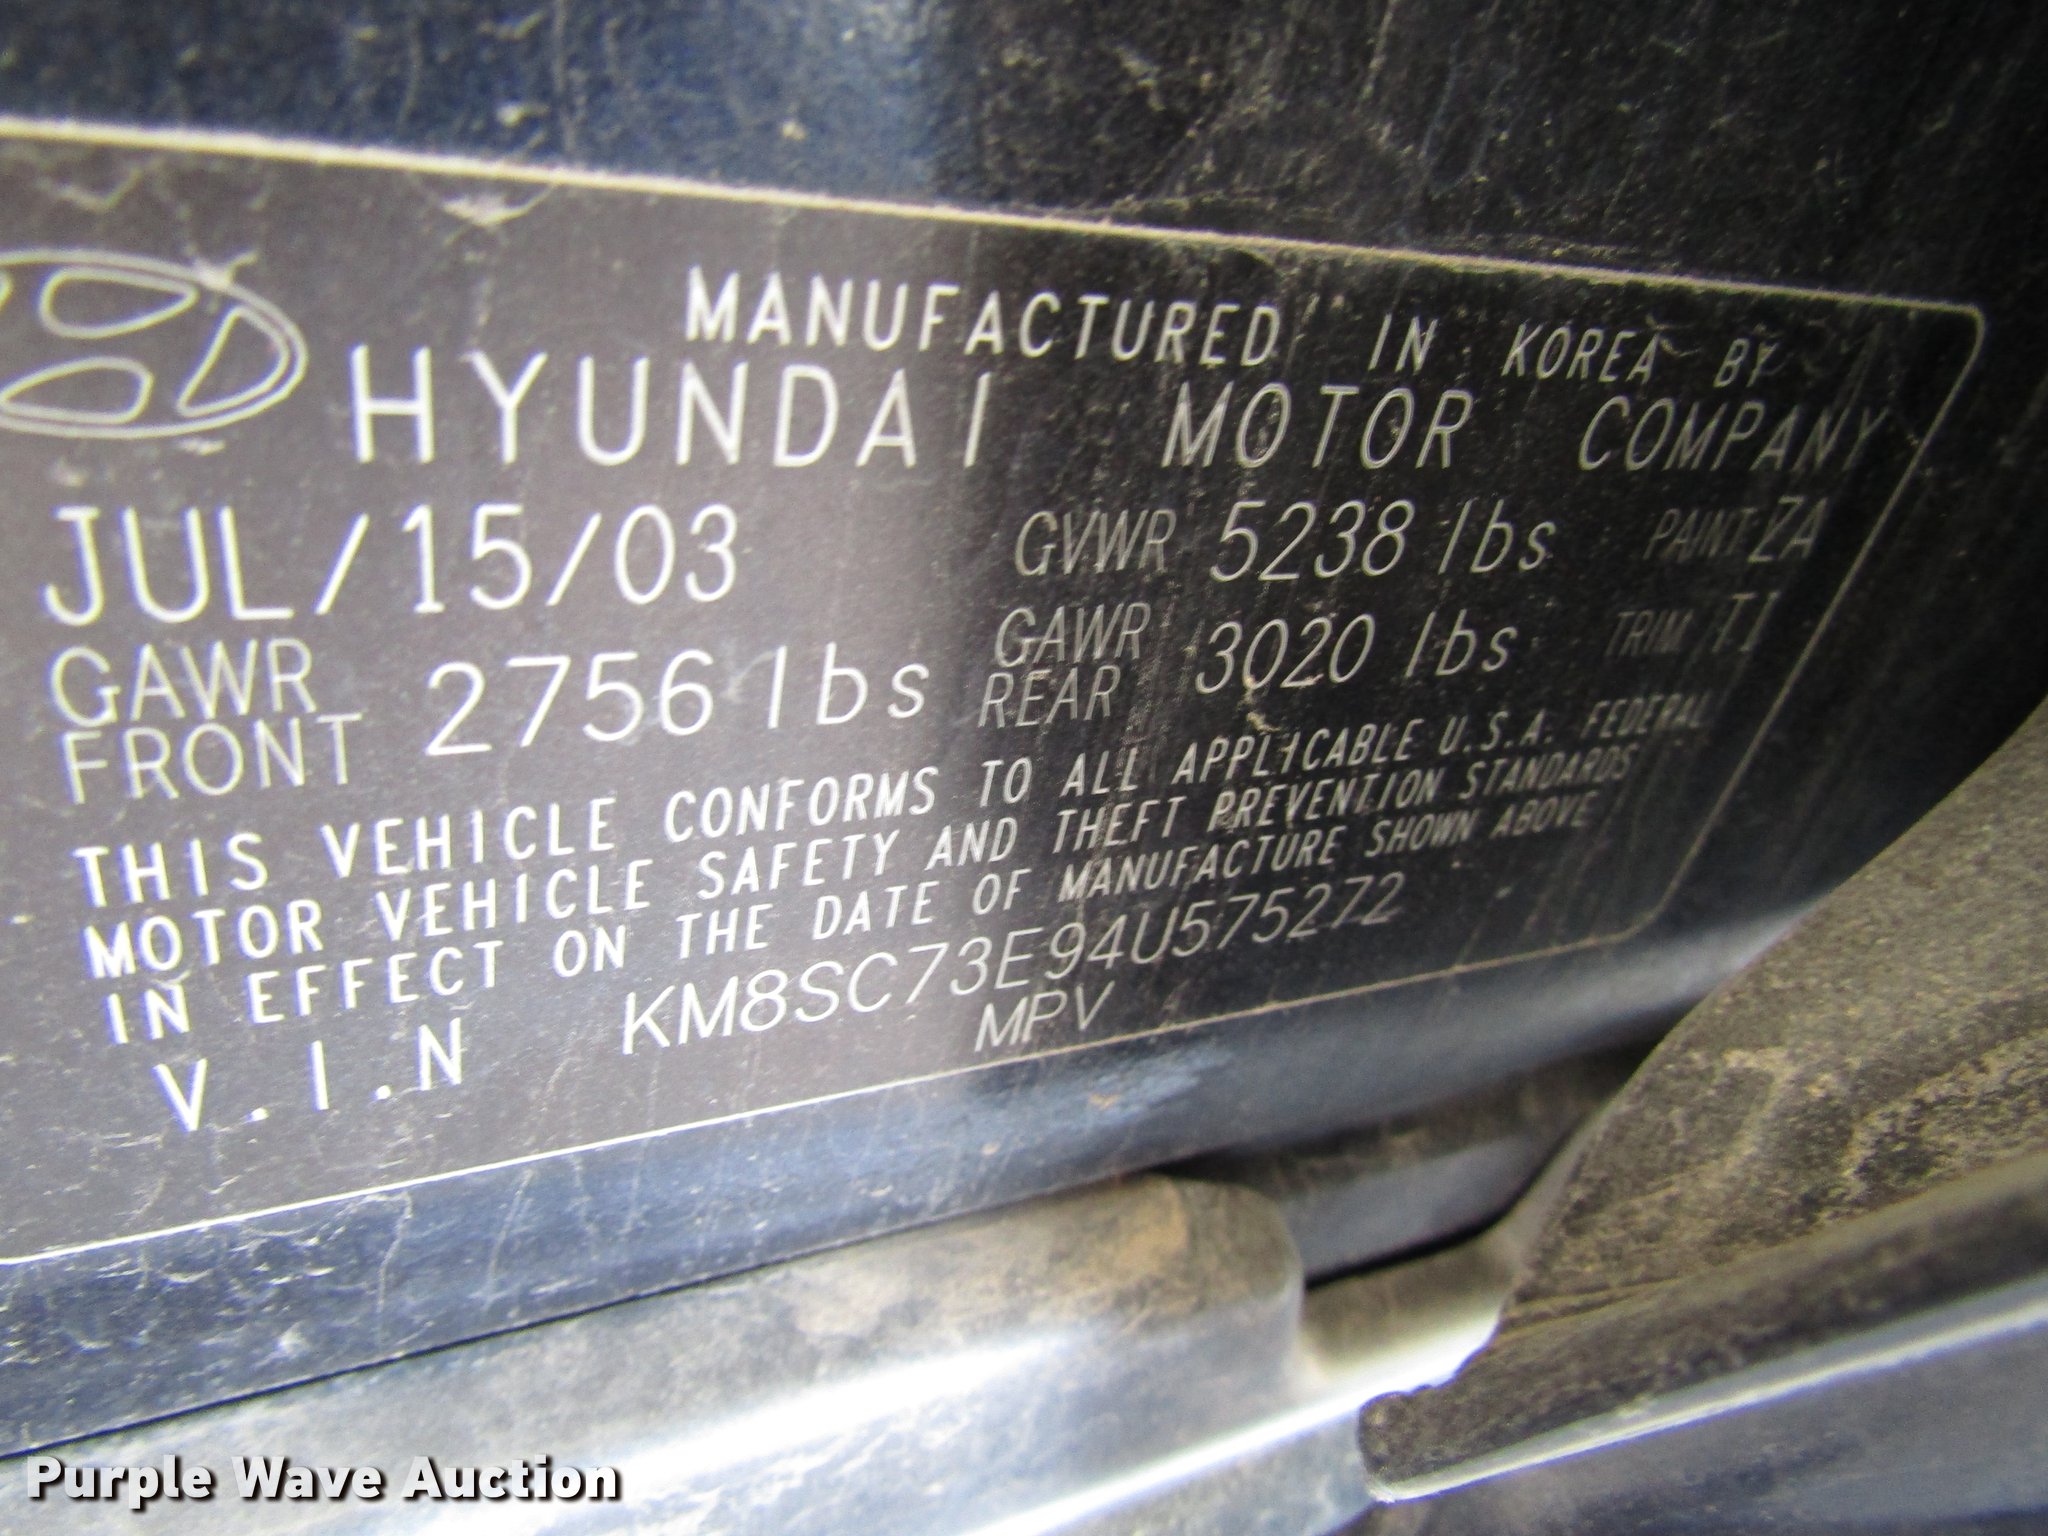 MANUFACTURED IN KOREA BY
HYUNDAI MOTOR COMPANY
JUL/15/03 GVWR 5238 lbs PAINT ZA
GAWR FRONT 2756 lbs GAWR REAR 3020 lbs TRIM TI
THIS VEHICLE CONFORMS TO ALL APPLICABLE U.S.A. FEDERAL
MOTOR VEHICLE SAFETY AND THEFT PREVENTION STANDARDS
IN EFFECT ON THE DATE OF MANUFACTURE SHOWN ABOVE
V.I.N KM8SC73E94U575272
MPV
Purple Wave Auction